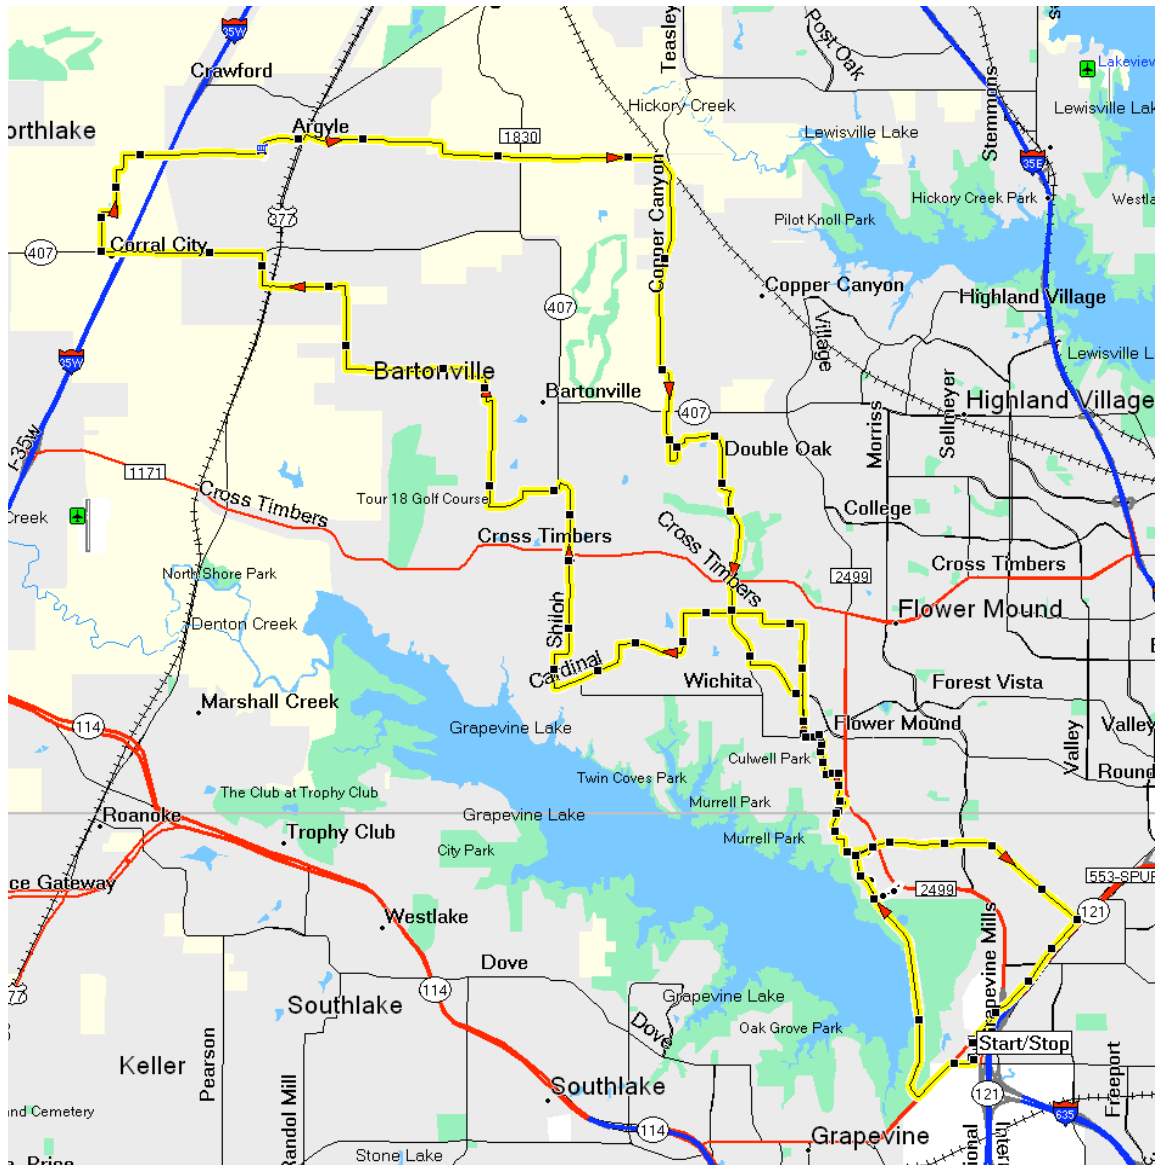 35W
Crawford
orthlake
Argyle
1830
Teasley
Post Oak
Stemmons
Lakeview
Hickory Creek
Lewisville Lak
Lewisville Lake
35E
377
407
Corral City
Copper Canyon
Pilot Knoll Park
Hickory Creek Park
Westla
Copper Canyon
Highland Village
Village
407
35W
Bartonville
Bartonville
407
Lewisville L
Highland Village
Sellmeyer
Morriss
Double Oak
I-35W
1171
Cross Timbers
Tour 18 Golf Course
College
Creek
Cross Timbers
Cross Timbers
Cross Timbers
2499
North Shore Park
Denton Creek
Shiloh
Flower Mound
Cardinal
Wichita
Forest Vista
Marshall Creek
114
Grapevine Lake
Flower Mound
Valley
Valley
Culwell Park
Round
Twin Coves Park
The Club at Trophy Club
Murrell Park
Roanoke
Grapevine Lake
Trophy Club
Murrell Park
City Park
ce Gateway
553-SPUR
2499
121
Westlake
Grapevine Mills
Dove
77
114
Southlake
Grapevine Lake
Dove
Oak Grove Park
Start/Stop
Keller
Pearson
Randol Mill
Southlake
121
635
Freeport
nd Cemetery
114
Grapevine
Stone Lake
ional
Inter
a, Price